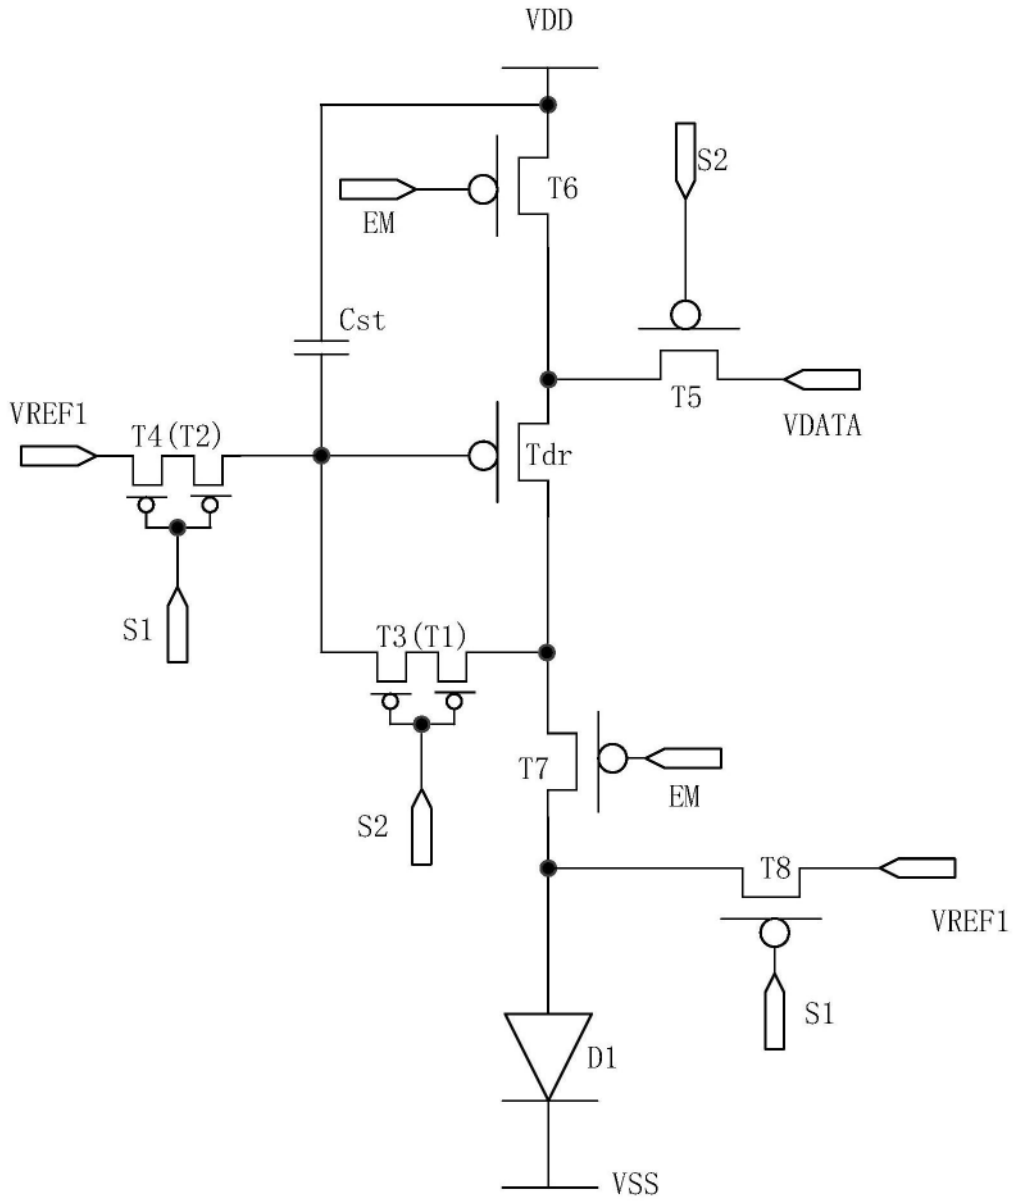 VDD
S2
T6
EM
Cst
T5
VREF1
T4(T2)
VDATA
Tdr
S1
T3(T1)
T7
EM
S2
T8
VREF1
S1
D1
VSS